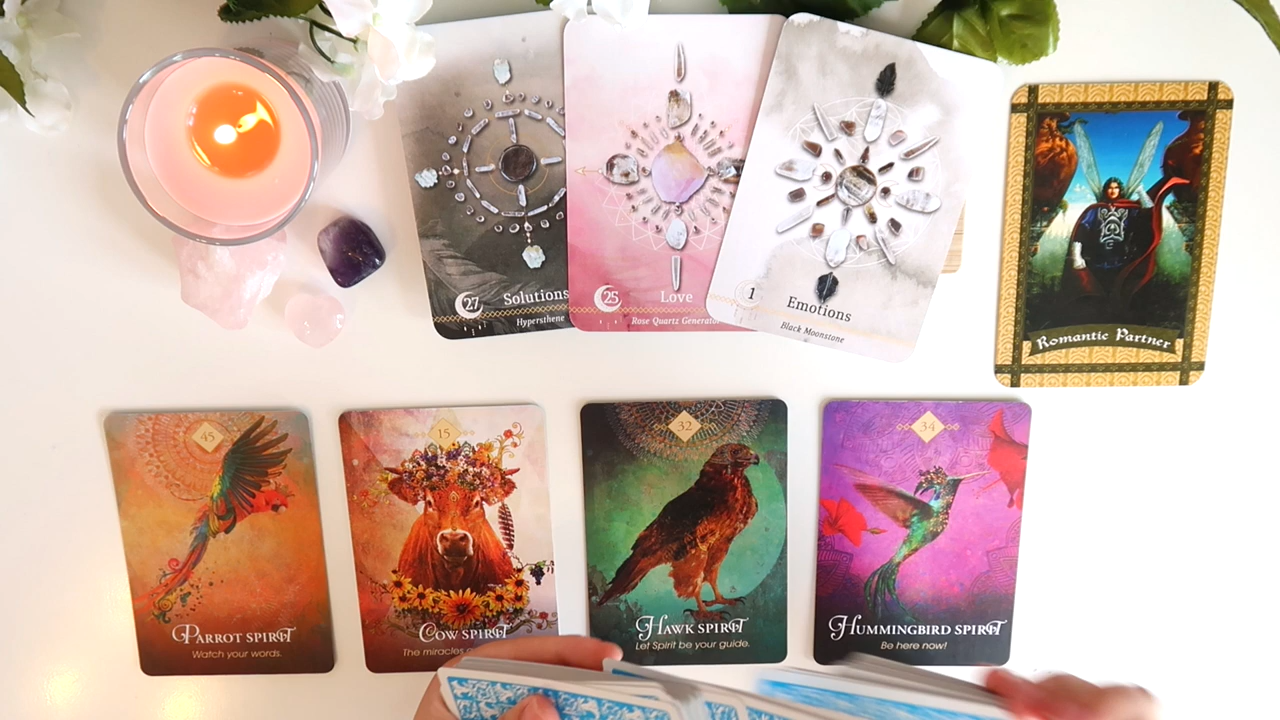 27 Solutions
Hypersthene
25 Love
Rose Quartz Generator
1 Emotions
Black Moonstone
Romantic Partner
45
PARROT SPIRIT
Watch your words.
15
COW SPIRIT
The miracles
32
HAWK SPIRIT
Let Spirit be your guide.
34
HUMMINGBIRD SPIRIT
Be here now!